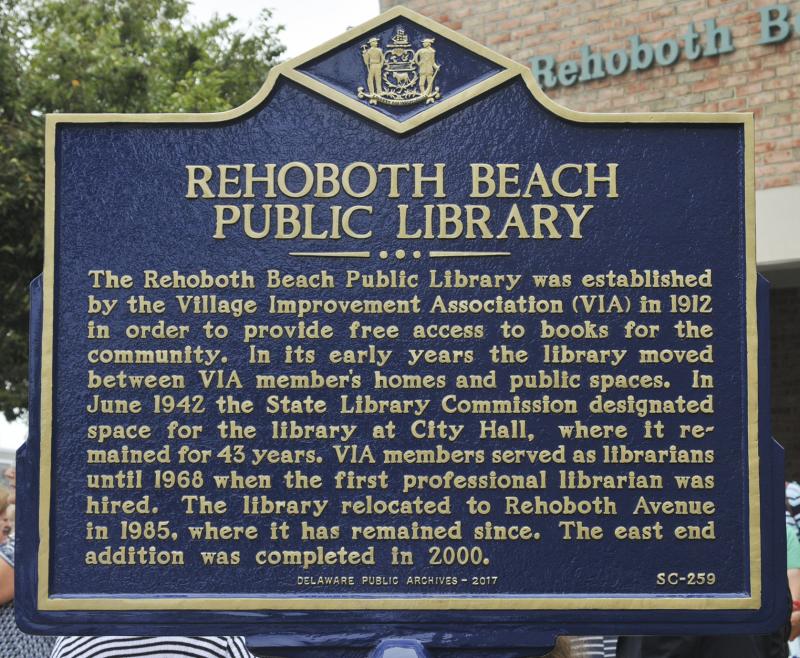 Rehoboth B
REHOBOTH BEACH
PUBLIC LIBRARY
The Rehoboth Beach Public Library was established
by the Village Improvement Association (VIA) in 1912
in order to provide free access to books for the
community. In its early years the library moved
between VIA member's homes and public spaces. In
June 1942 the State Library Commission designated
space for the library at City Hall, where it re-
mained for 43 years. VIA members served as librarians
until 1968 when the first professional librarian was
hired. The library relocated to Rehoboth Avenue
in 1985, where it has remained since. The east end
addition was completed in 2000.
DELAWARE PUBLIC ARCHIVES - 2017 SC-259